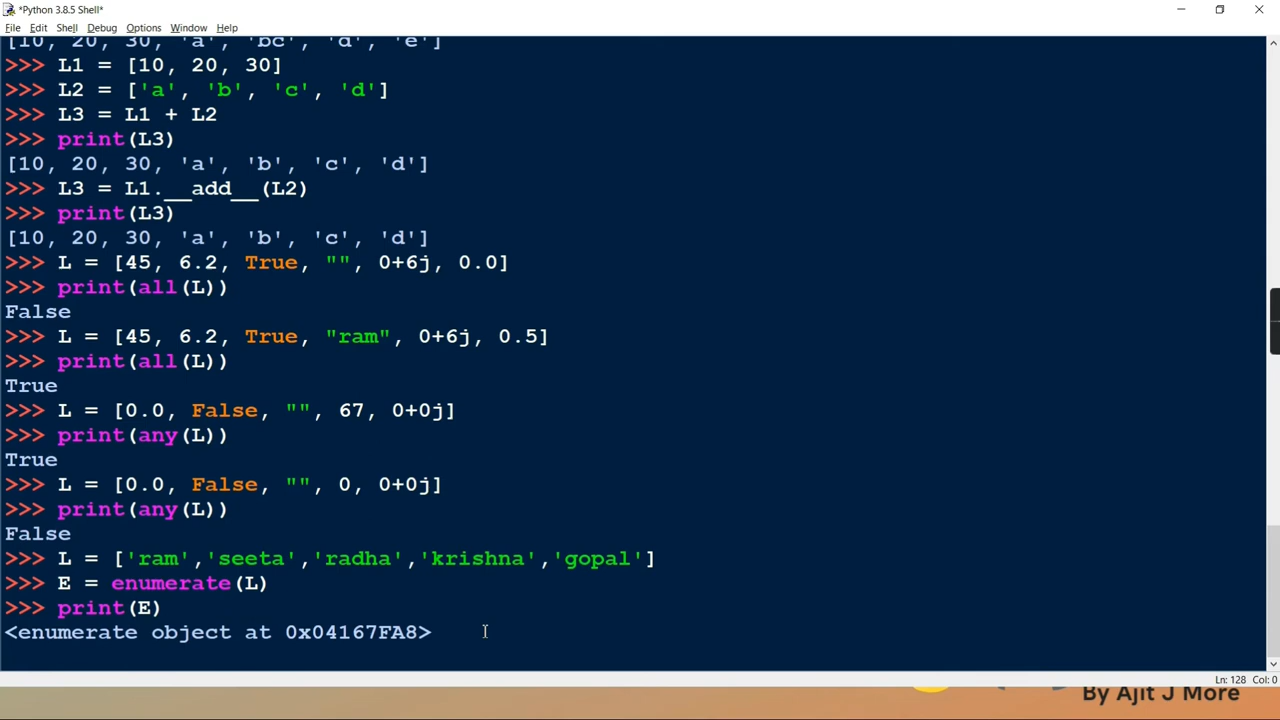 *Python 3.8.5 Shell*
File Edit Shell Debug Options Window Help
[10, 20, 30, 'a', 'bc', 'd', 'e']
>>> L1 = [10, 20, 30]
>>> L2 = ['a', 'b', 'c', 'd']
>>> L3 = L1 + L2
>>> print(L3)
[10, 20, 30, 'a', 'b', 'c', 'd']
>>> L3 = L1.__add__(L2)
>>> print(L3)
[10, 20, 30, 'a', 'b', 'c', 'd']
>>> L = [45, 6.2, True, "", 0+6j, 0.0]
>>> print(all(L))
False
>>> L = [45, 6.2, True, "ram", 0+6j, 0.5]
>>> print(all(L))
True
>>> L = [0.0, False, "", 67, 0+0j]
>>> print(any(L))
True
>>> L = [0.0, False, "", 0, 0+0j]
>>> print(any(L))
False
>>> L = ['ram','seeta','radha','krishna','gopal']
>>> E = enumerate(L)
>>> print(E)
<enumerate object at 0x04167FA8>
Ln: 128 Col: 0
By Ajit J More